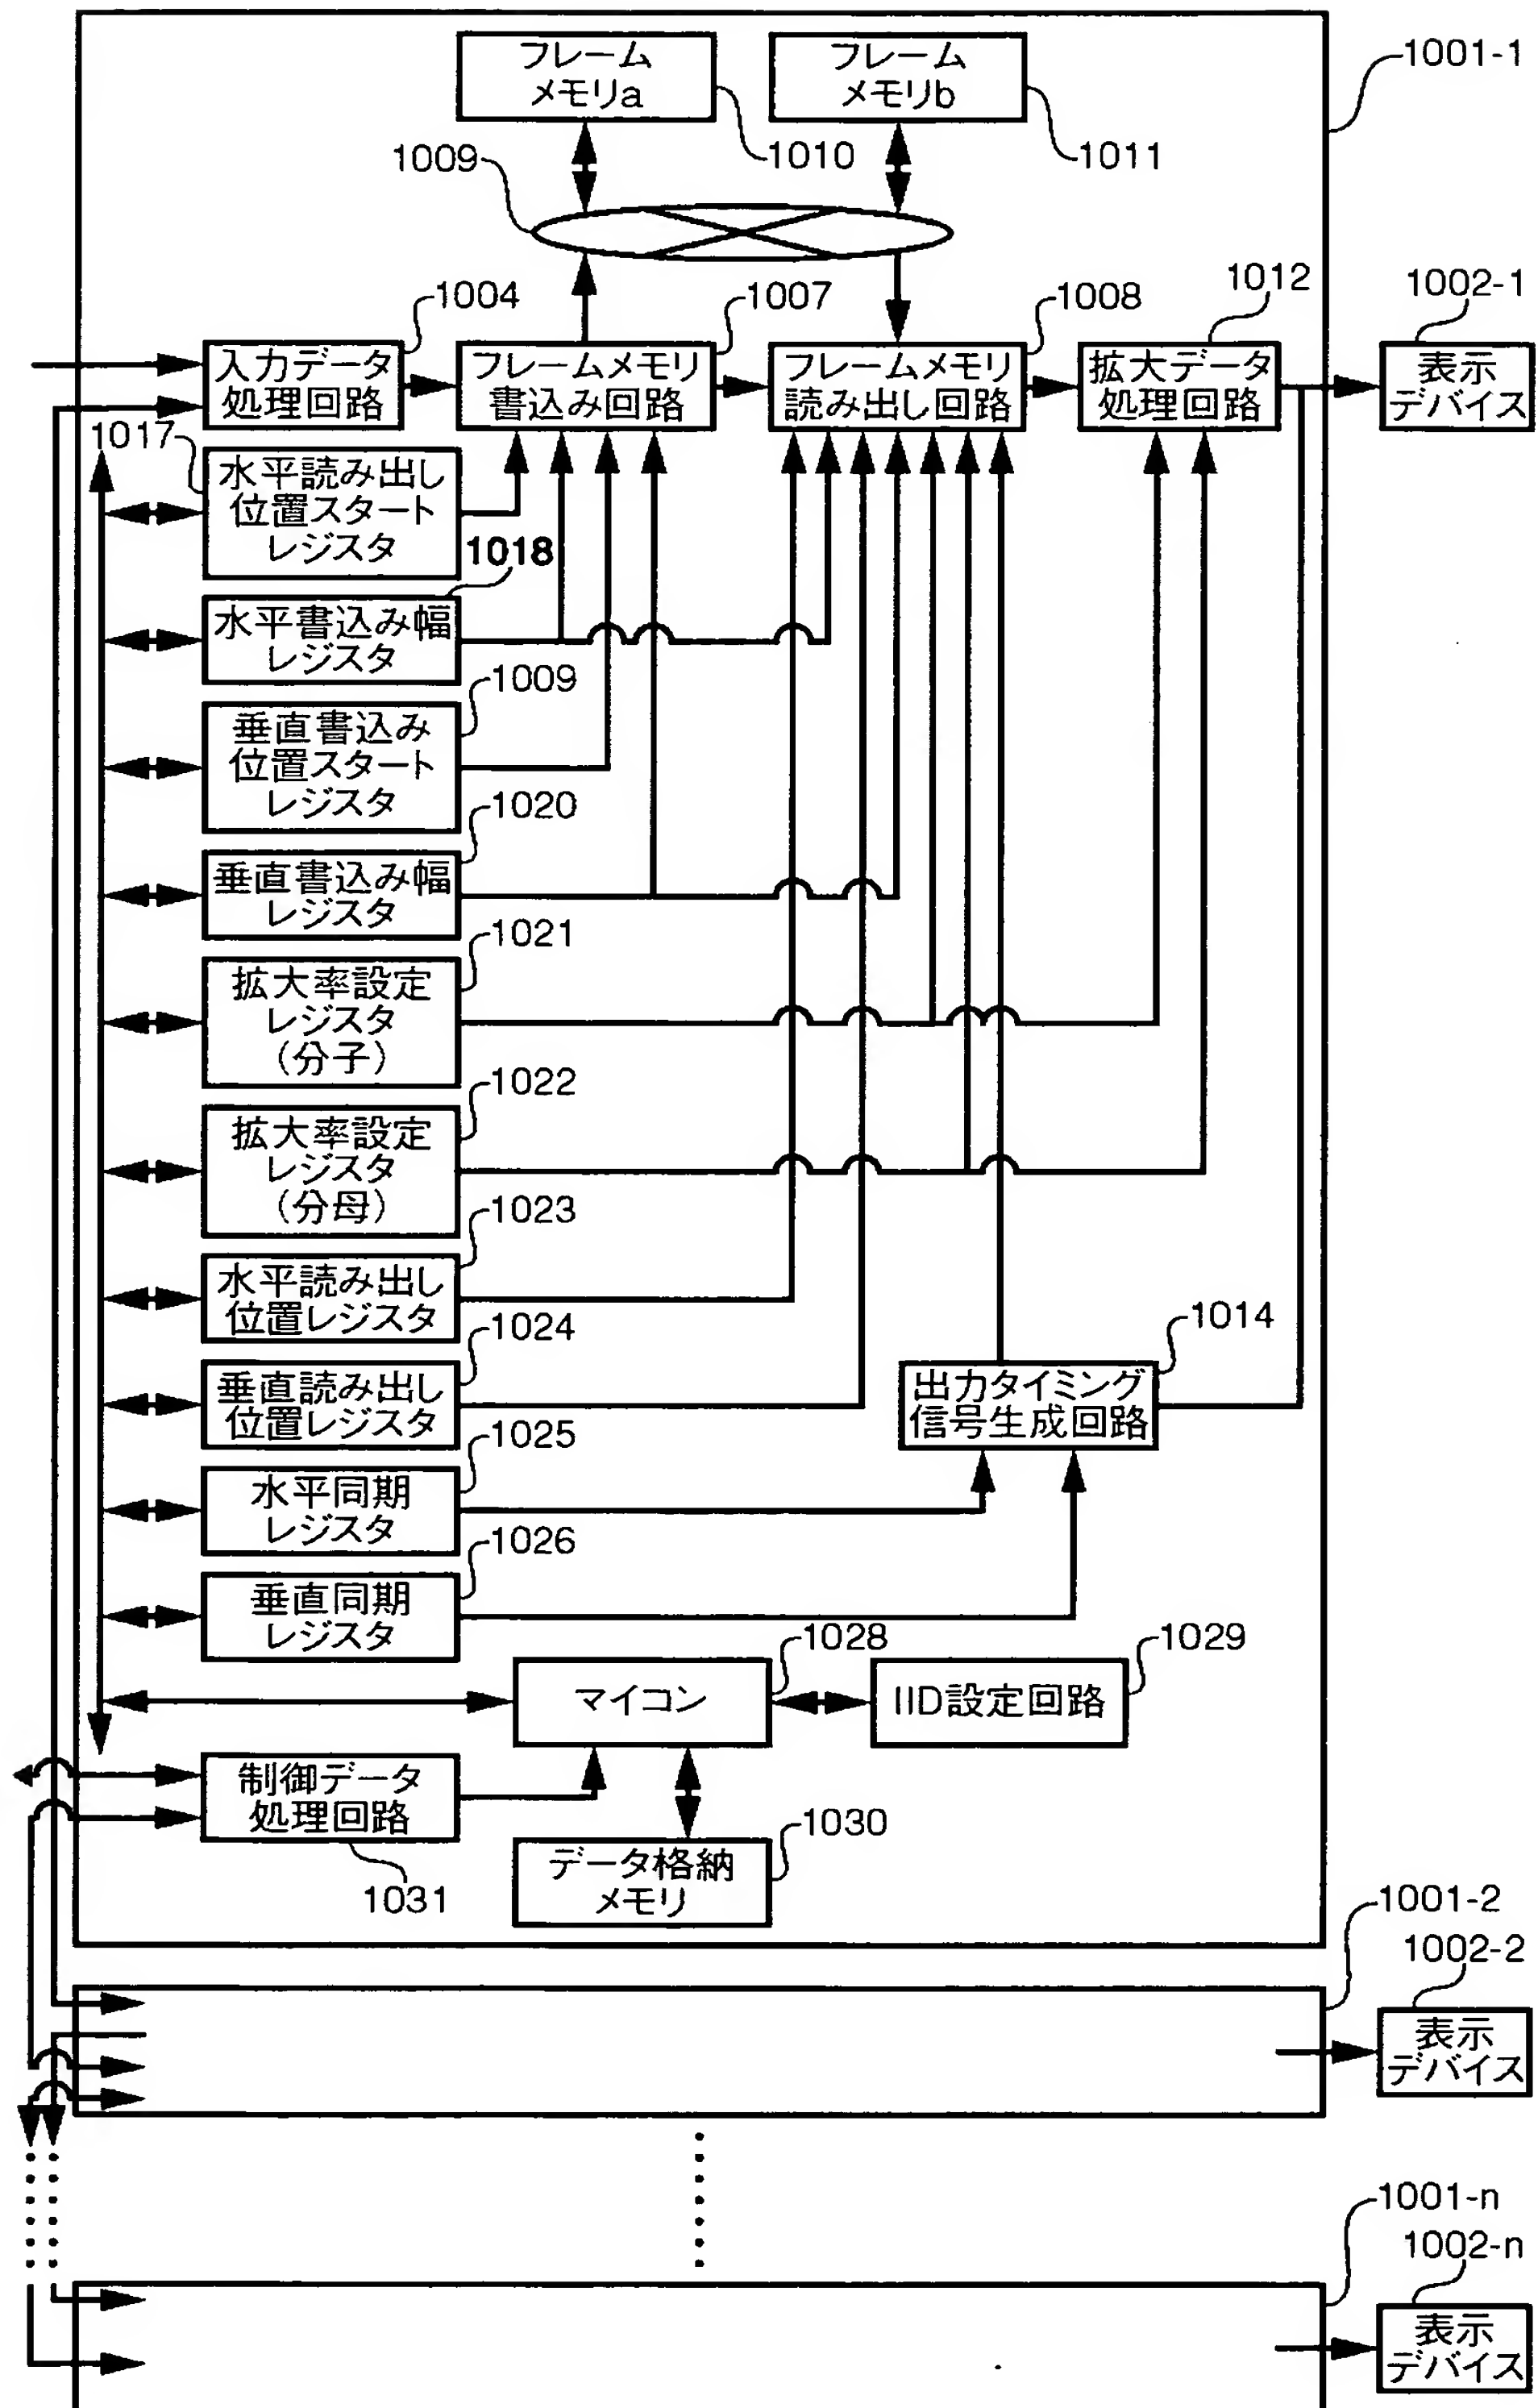 フレーム
メモリa
フレーム
メモリb
1001-1
1009
1010
1011
1004
1007
1008
1012
1002-1
入力データ
処理回路
フレームメモリ
書込み回路
フレームメモリ
読み出し回路
拡大データ
処理回路
表示
デバイス
1017
水平読み出し
位置スタート
レジスタ
1018
水平書込み幅
レジスタ
1009
垂直書込み
位置スタート
レジスタ
1020
垂直書込み幅
レジスタ
1021
拡大率設定
レジスタ
(分子)
1022
拡大率設定
レジスタ
(分母)
1023
水平読み出し
位置レジスタ
1024
垂直読み出し
位置レジスタ
1014
出力タイミング
信号生成回路
1025
水平同期
レジスタ
1026
垂直同期
レジスタ
1028
マイコン
1029
IID設定回路
制御データ
処理回路
1031
1030
データ格納
メモリ
1001-2
1002-2
表示
デバイス
1001-n
1002-n
表示
デバイス